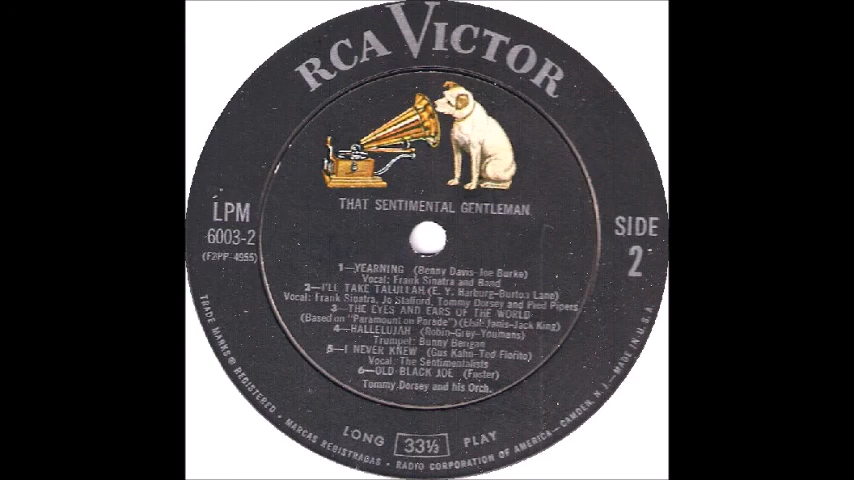 RCA VICTOR
THAT SENTIMENTAL GENTLEMAN
LPM
6003-2
(F2PP-4955)
SIDE
2
1—YEARNING (Benny Davis-Joe Burke)
Vocal: Frank Sinatra and Band
2—I'LL TAKE TALULLAH (E. Y. Harburg-Burton Lane)
Vocal: Frank Sinatra, Jo Stafford, Tommy Dorsey and Pied Pipers
3—THE EYES AND EARS OF THE WORLD
(Based on "Paramount on Parade") (Elsie Janis-Jack King)
4—HALLELUJAH (Robin-Grey-Youmans)
Trumpet: Bunny Berigan
5—I NEVER KNEW (Gus Kahn-Ted Fiorito)
Vocal: The Sentimentalists
6—OLD BLACK JOE (Foster)
Tommy Dorsey and his Orch.
LONG 33⅓ PLAY
TRADE MARKS ® REGISTERED • MARCAS REGISTRADAS • RADIO CORPORATION OF AMERICA—CAMDEN, N. J.—MADE IN U.S.A.